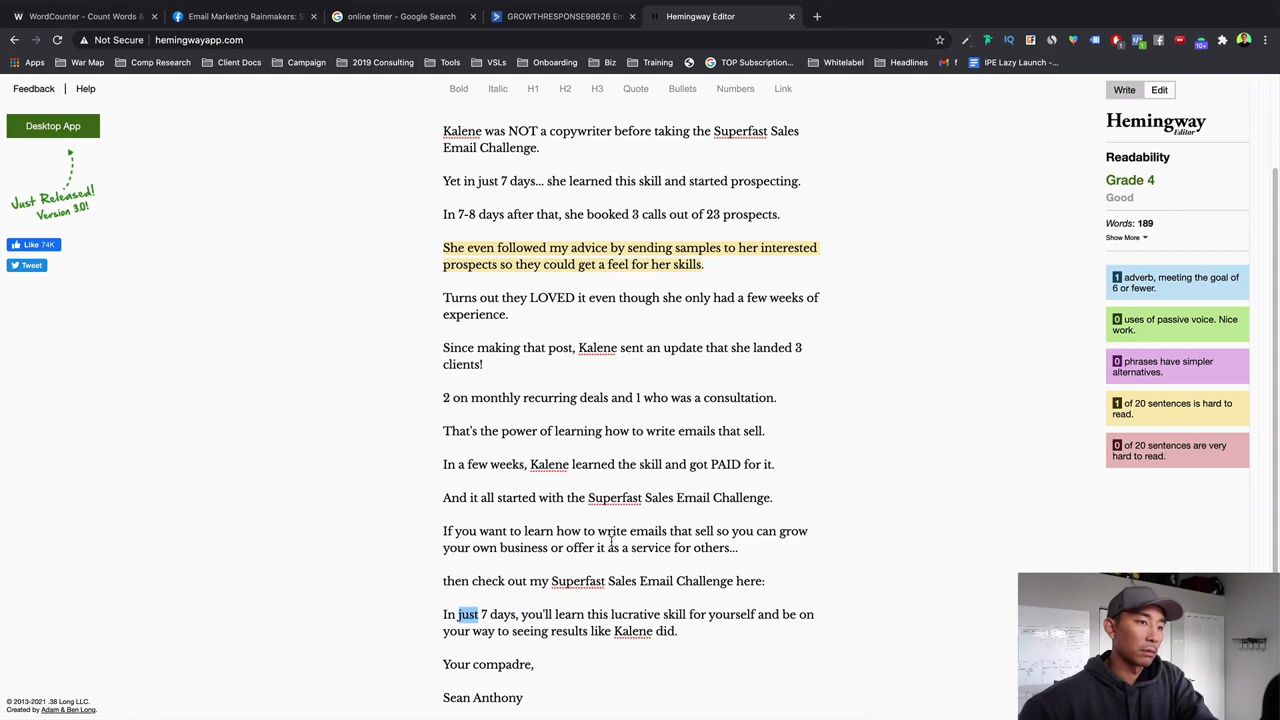 WordCounter - Count Words &
Email Marketing Rainmakers: S
online timer - Google Search
GROWTHRESPONSE98626 Em
Hemingway Editor
Not Secure | hemingwayapp.com
Apps
War Map
Comp Research
Client Docs
Campaign
2019 Consulting
Tools
VSLs
Onboarding
Biz
Training
TOP Subscription...
f
Whitelabel
Headlines
IPE Lazy Launch -...
Feedback | Help
Bold Italic H1 H2 H3 Quote Bullets Numbers Link
Write Edit
Desktop App
Just Released!
Version 3.0!
Like 74K
Tweet
Kalene was NOT a copywriter before taking the Superfast Sales
Email Challenge.
Yet in just 7 days... she learned this skill and started prospecting.
In 7-8 days after that, she booked 3 calls out of 23 prospects.
She even followed my advice by sending samples to her interested
prospects so they could get a feel for her skills.
Turns out they LOVED it even though she only had a few weeks of
experience.
Since making that post, Kalene sent an update that she landed 3
clients!
2 on monthly recurring deals and 1 who was a consultation.
That's the power of learning how to write emails that sell.
In a few weeks, Kalene learned the skill and got PAID for it.
And it all started with the Superfast Sales Email Challenge.
If you want to learn how to write emails that sell so you can grow
your own business or offer it as a service for others...
then check out my Superfast Sales Email Challenge here:
In just 7 days, you'll learn this lucrative skill for yourself and be on
your way to seeing results like Kalene did.
Your compadre,
Sean Anthony
Hemingway
Editor
Readability
Grade 4
Good
Words: 189
Show More
1 adverb, meeting the goal of
6 or fewer.
0 uses of passive voice. Nice
work.
0 phrases have simpler
alternatives.
1 of 20 sentences is hard to
read.
0 of 20 sentences are very
hard to read.
© 2013-2021 .38 Long LLC.
Created by Adam & Ben Long.